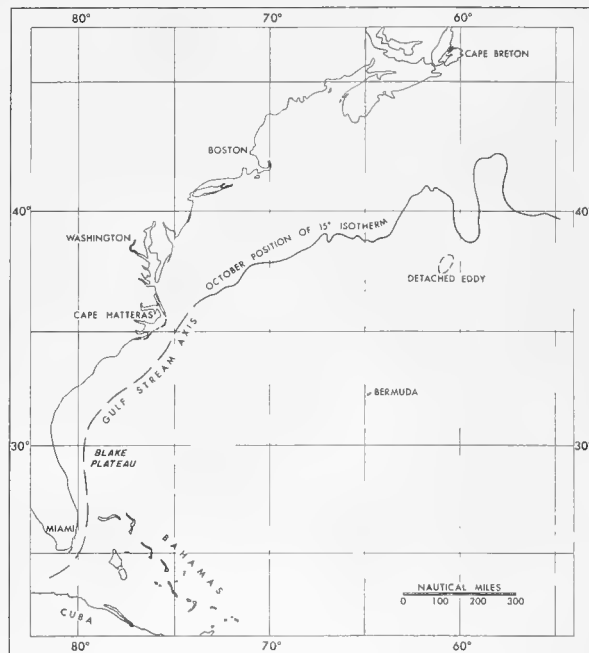 80°
70°
60°
CAPE BRETON
BOSTON
40°
40°
WASHINGTON
OCTOBER POSITION OF 15° ISOTHERM
DETACHED EDDY
CAPE HATTERAS
GULF STREAM AXIS
BERMUDA
30°
30°
BLAKE
PLATEAU
MIAMI
BAHAMAS
NAUTICAL MILES
0 100 200 300
CUBA
80°
70°
60°